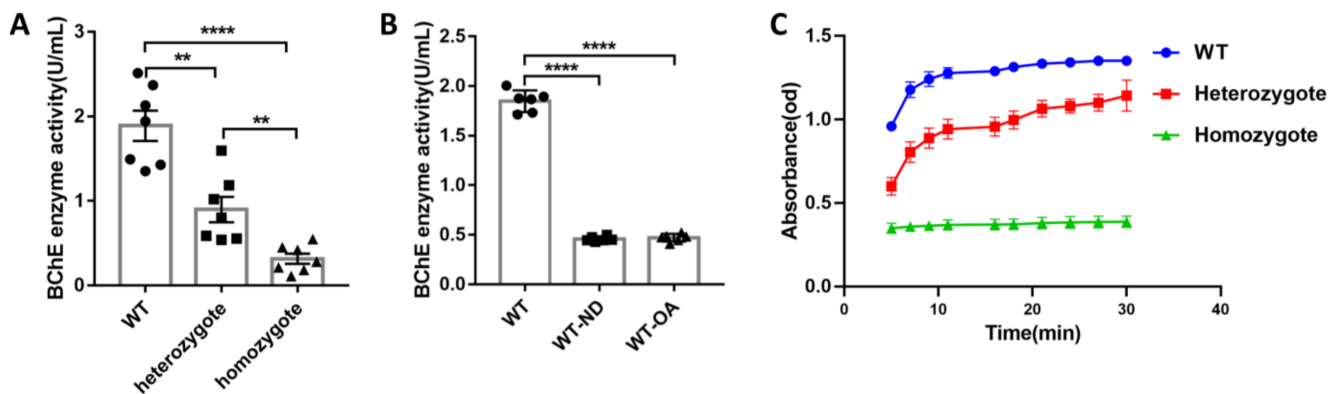 A
BChE enzyme activity(U/mL)
3
2
1
0
****
**
**
WT
heterozygote
homozygote
B
BChE enzyme activity(U/mL)
2.5
2.0
1.5
1.0
0.5
0.0
****
****
WT
WT-ND
WT-OA
C
Absorbance(od)
1.5
1.0
0.5
0.0
0
10
20
30
40
Time(min)
WT
Heterozygote
Homozygote